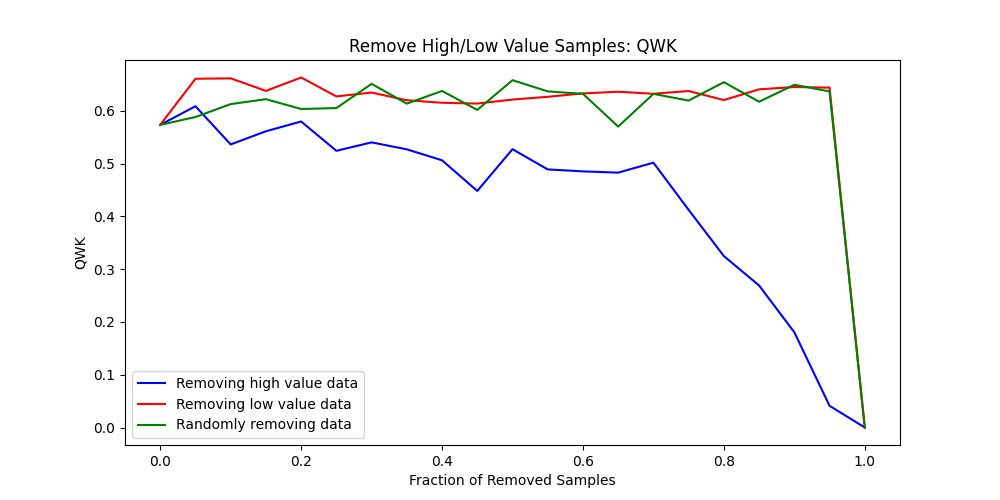 Remove High/Low Value Samples: QWK
QWK
0.6
0.5
0.4
0.3
0.2
0.1
0.0
Removing high value data
Removing low value data
Randomly removing data
0.0 0.2 0.4 0.6 0.8 1.0
Fraction of Removed Samples